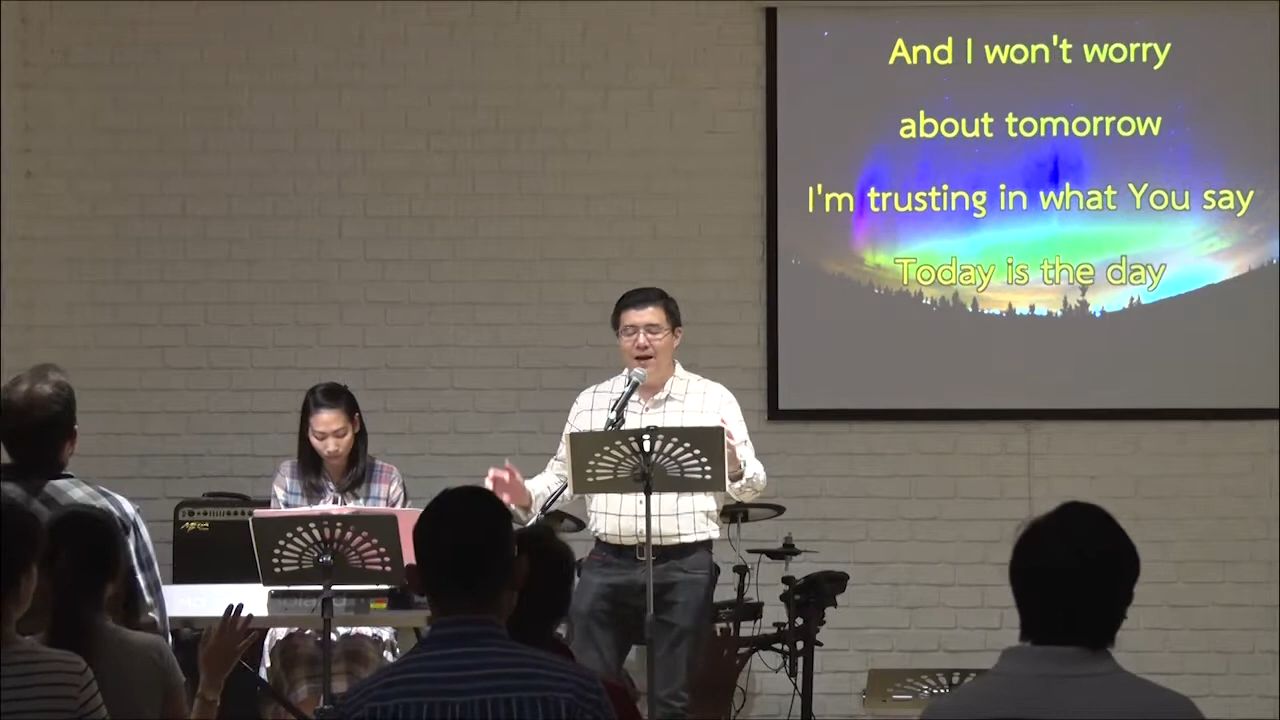 And I won't worry
about tomorrow
I'm trusting in what You say
Today is the day